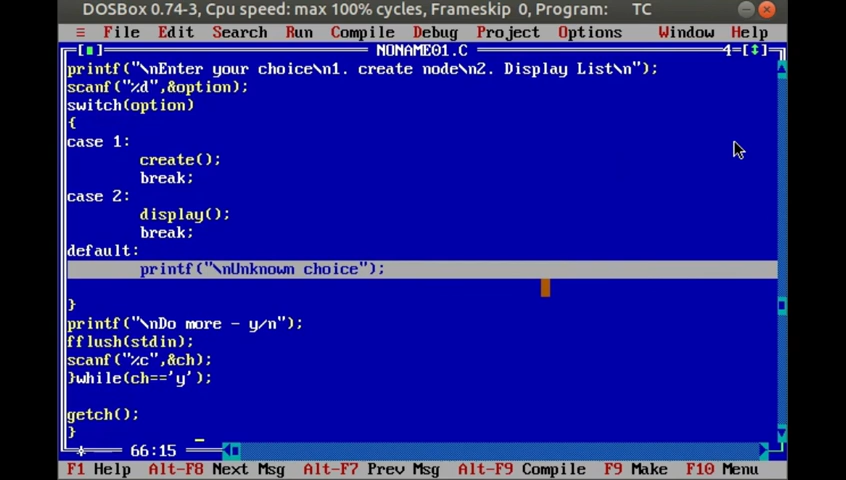 DOSBox 0.74-3, Cpu speed: max 100% cycles, Frameskip 0, Program: TC
≡ File Edit Search Run Compile Debug Project Options Window Help
[■] NONAME01.C 4=[↕]
printf("\nEnter your choice\n1. create node\n2. Display List\n");
scanf("%d",&option);
switch(option)
{
case 1:
create();
break;
case 2:
display();
break;
default:
printf("\nUnknown choice");
}
printf("\nDo more - y/n");
fflush(stdin);
scanf("%c",&ch);
}while(ch=='y');
getch();
}
66:15
F1 Help Alt-F8 Next Msg Alt-F7 Prev Msg Alt-F9 Compile F9 Make F10 Menu